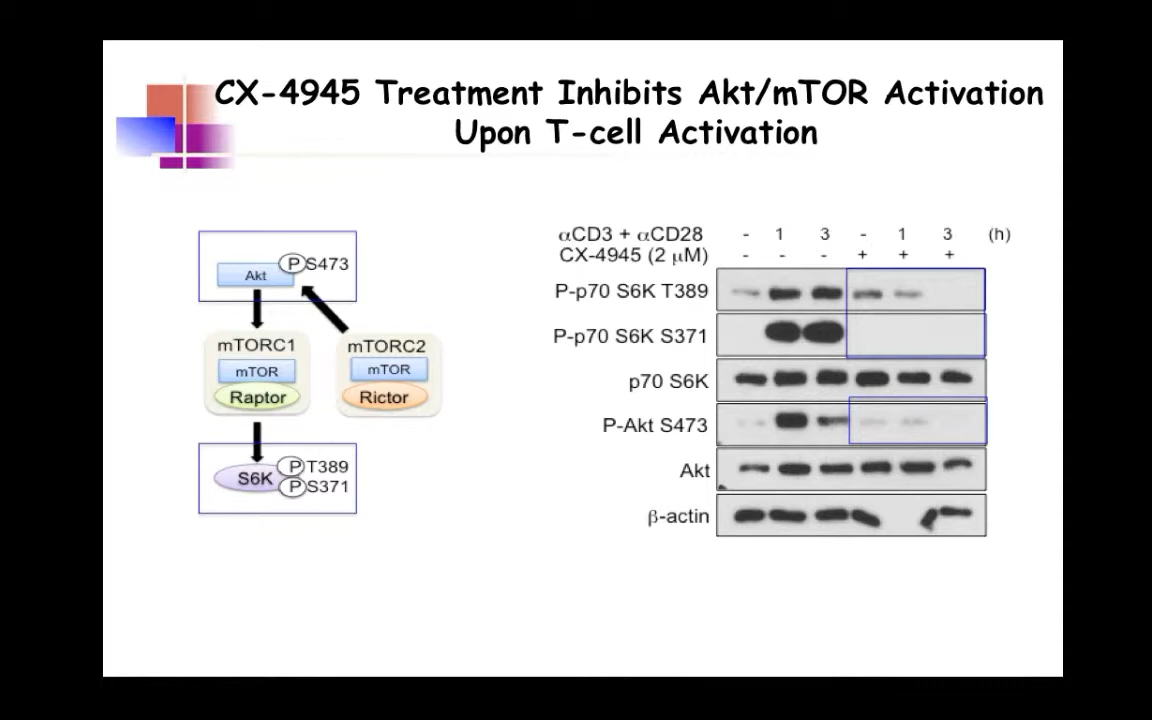 CX-4945 Treatment Inhibits Akt/mTOR Activation
Upon T-cell Activation
Akt
P S473
mTORC1
mTOR
Raptor
mTORC2
mTOR
Rictor
S6K
P T389
P S371
αCD3 + αCD28 - 1 3 - 1 3 (h)
CX-4945 (2 μM) - - - + + +
P-p70 S6K T389
P-p70 S6K S371
p70 S6K
P-Akt S473
Akt
β-actin